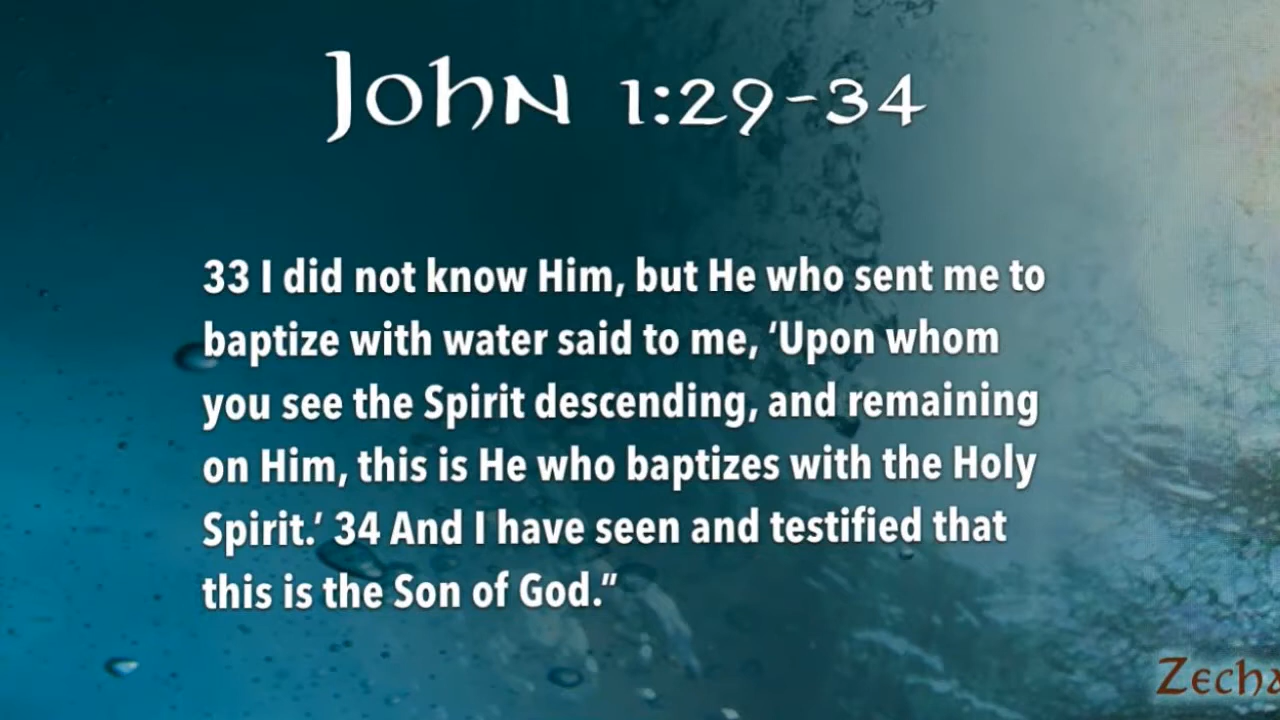 John 1:29-34
33 I did not know Him, but He who sent me to
baptize with water said to me, ‘Upon whom
you see the Spirit descending, and remaining
on Him, this is He who baptizes with the Holy
Spirit.’ 34 And I have seen and testified that
this is the Son of God.”